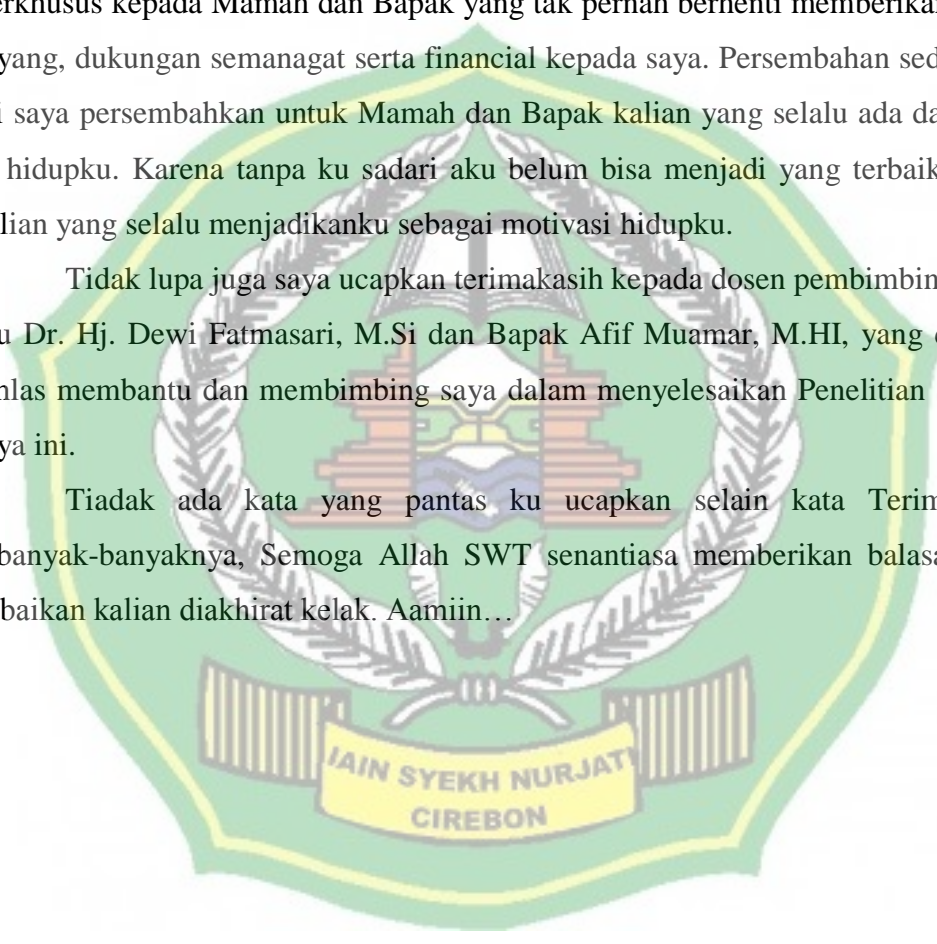 erkhusus kepada Mamah dan Bapak yang tak pernah berhenti memberikan
yang, dukungan semanagat serta financial kepada saya. Persembahan sed
i saya persembahkan untuk Mamah dan Bapak kalian yang selalu ada da
hidupku. Karena tanpa ku sadari aku belum bisa menjadi yang terbaik
lian yang selalu menjadikanku sebagai motivasi hidupku.
Tidak lupa juga saya ucapkan terimakasih kepada dosen pembimbin
u Dr. Hj. Dewi Fatmasari, M.Si dan Bapak Afif Muamar, M.HI, yang
hlas membantu dan membimbing saya dalam menyelesaikan Penelitian
ya ini.
Tiadak ada kata yang pantas ku ucapkan selain kata Terim
banyak-banyaknya, Semoga Allah SWT senantiasa memberikan balasa
baikan kalian diakhirat kelak. Aamiin…
IAIN SYEKH NURJATI
CIREBON